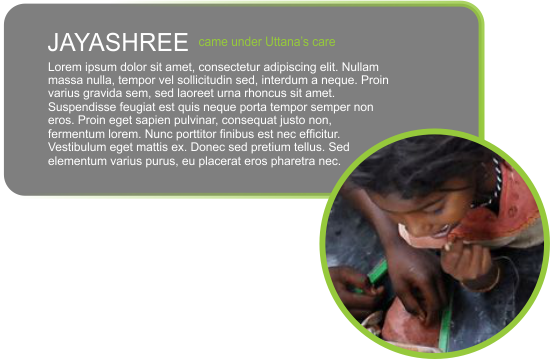 JAYASHREE came under Uttana's care
Lorem ipsum dolor sit amet, consectetur adipiscing elit. Nullam
massa nulla, tempor vel sollicitudin sed, interdum a neque. Proin
varius gravida sem, sed laoreet urna rhoncus sit amet.
Suspendisse feugiat est quis neque porta tempor semper non
eros. Proin eget sapien pulvinar, consequat justo non,
fermentum lorem. Nunc porttitor finibus est nec efficitur.
Vestibulum eget mattis ex. Donec sed pretium tellus. Sed
elementum varius purus, eu placerat eros pharetra nec.